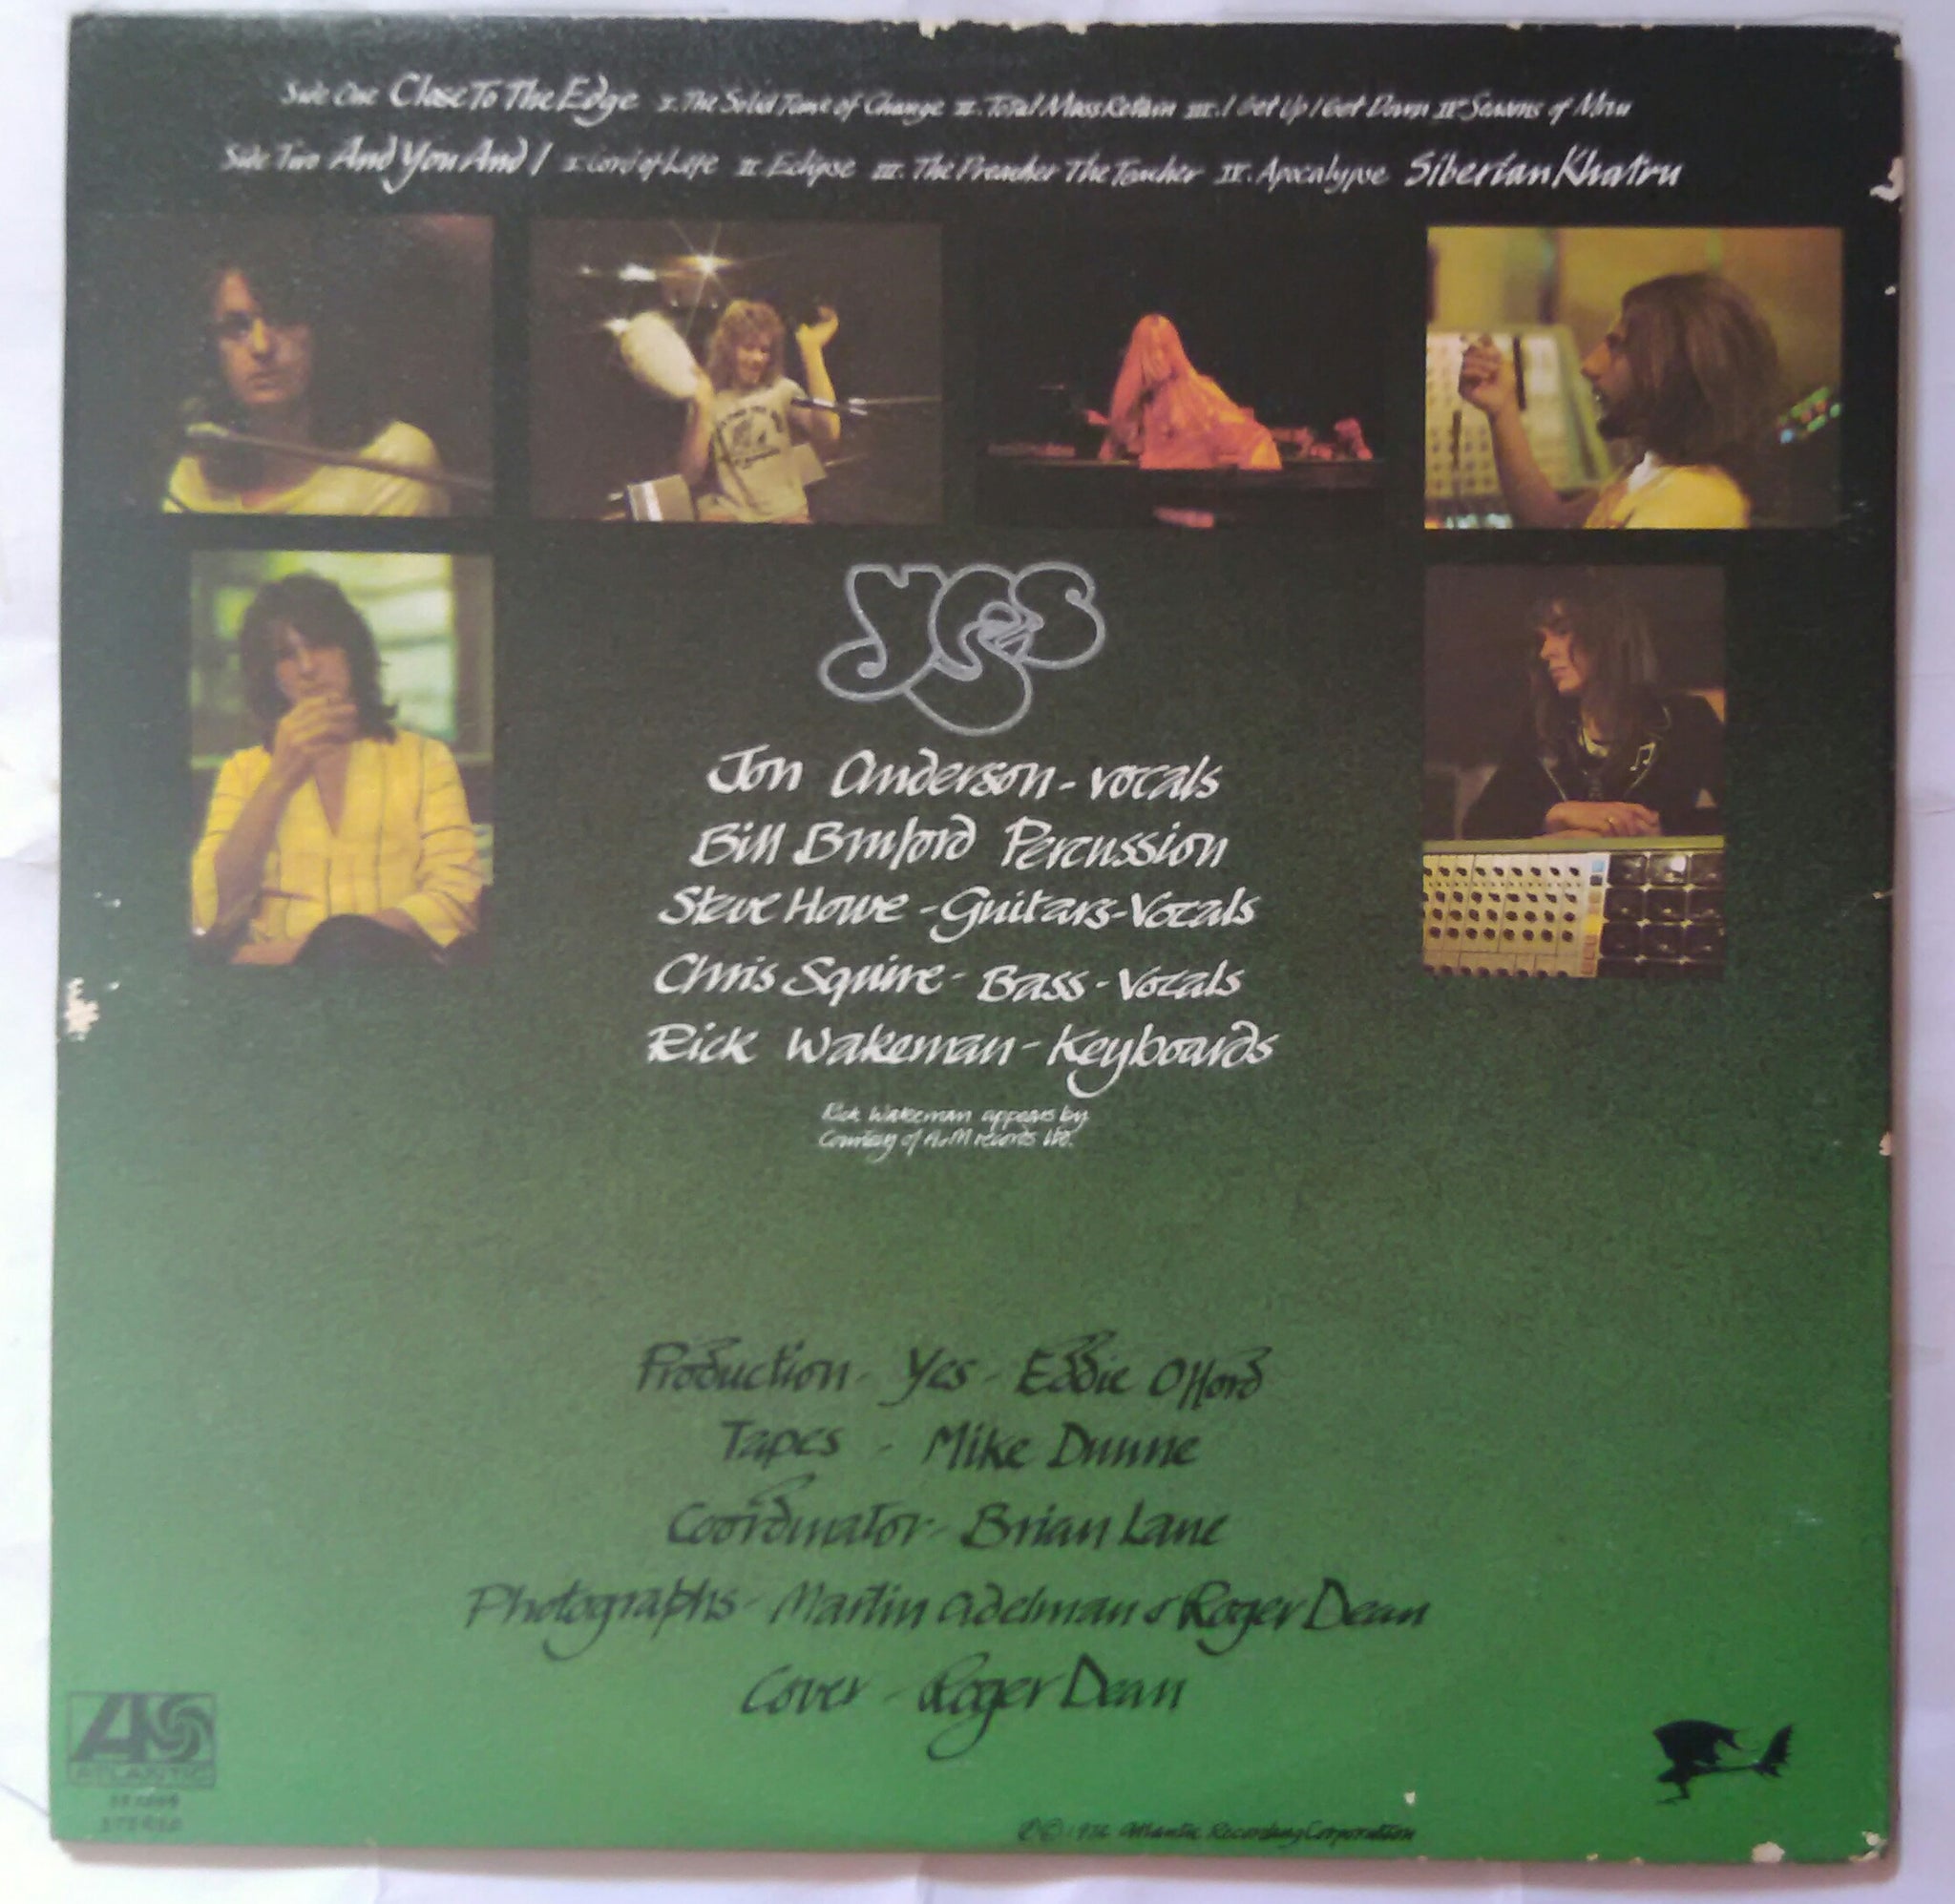 Side One Close To The Edge I. The Solid Time of Change II. Total Mass Retain III. I Get Up I Get Down IV Seasons of Man
Side Two And You And I I. Cord of Life II. Eclipse III. The Preacher The Teacher IV. Apocalypse Siberian Khatru
yes
Jon Anderson - vocals
Bill Bruford Percussion
Steve Howe - Guitars - Vocals
Chris Squire - Bass - Vocals
Rick Wakeman - Keyboards
Rick Wakeman appears by
Courtesy of A&M records ltd.
Production - Yes - Eddie Offord
Tapes - Mike Dunne
Coordinator - Brian Lane
Photographs - Martin Adelman & Roger Dean
Cover - Roger Dean
ATLANTIC
STEREO
℗ © 1972 Atlantic Recording Corporation